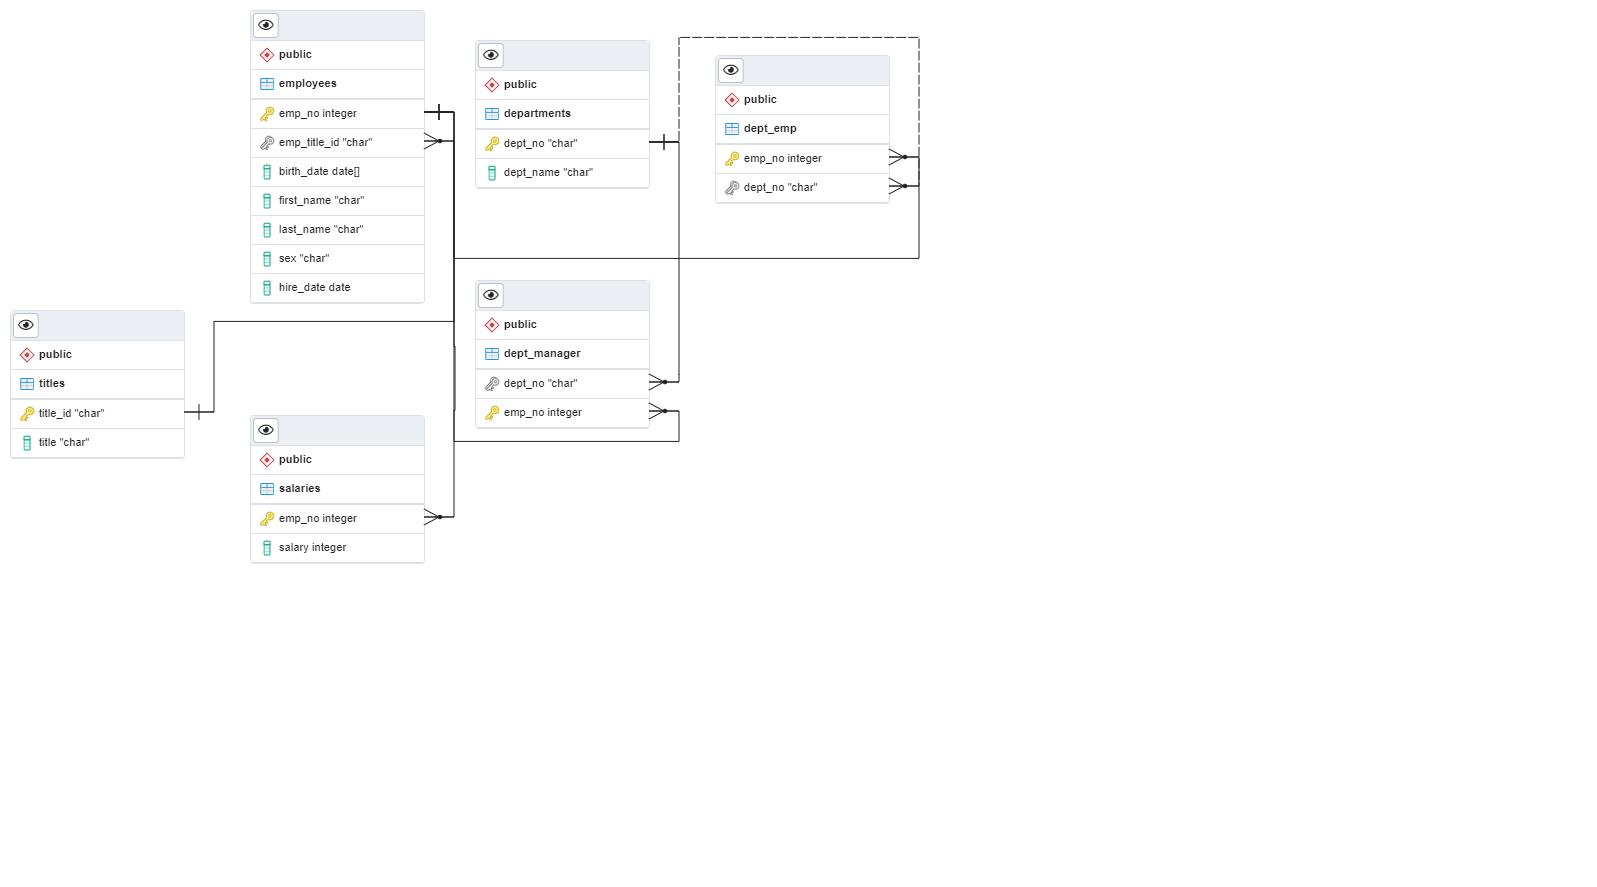 public
employees
emp_no integer
emp_title_id "char"
birth_date date[]
first_name "char"
last_name "char"
sex "char"
hire_date date
public
departments
dept_no "char"
dept_name "char"
public
dept_emp
emp_no integer
dept_no "char"
public
titles
title_id "char"
title "char"
public
dept_manager
dept_no "char"
emp_no integer
public
salaries
emp_no integer
salary integer